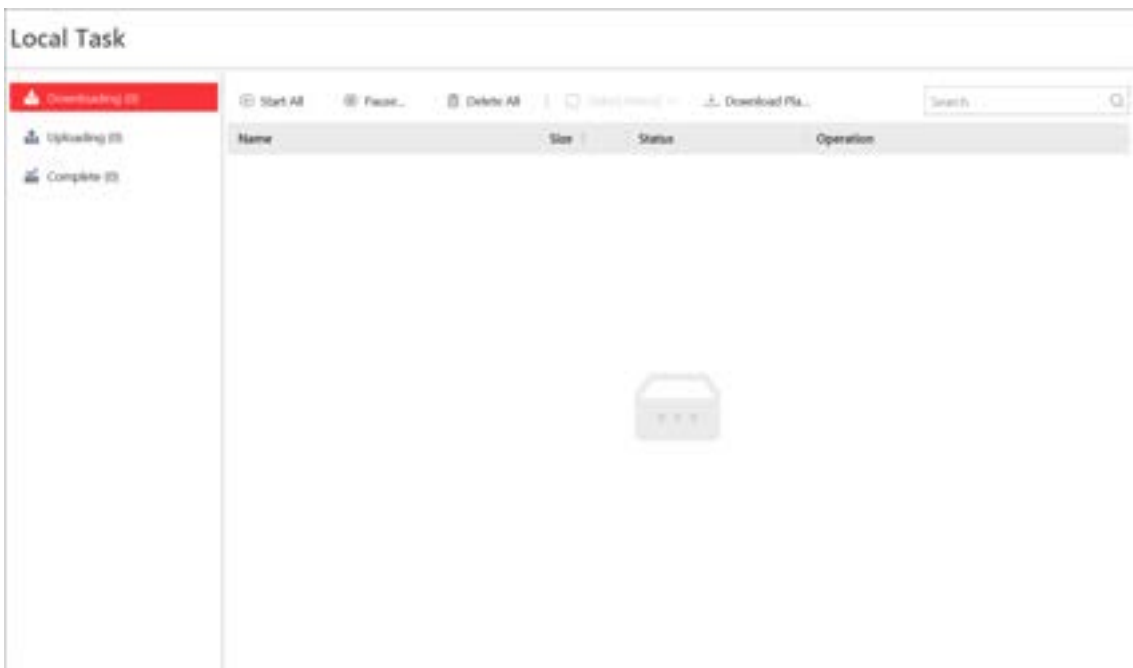 Local Task
Downloading (0)
Uploading (0)
Complete (0)
Start All Pause... Delete All Download Pla... Search
Name Size Status Operation